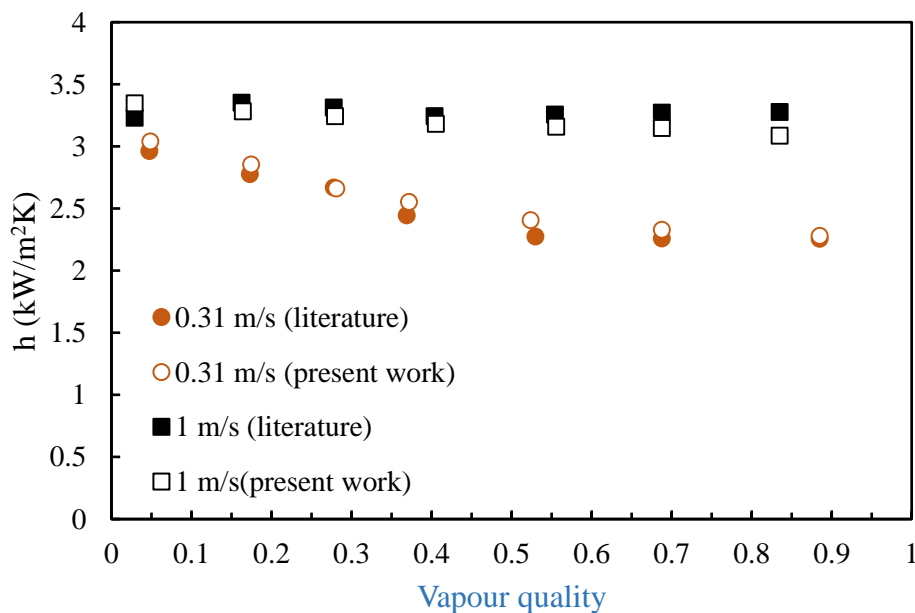 4
3.5
3
2.5
2
1.5
1
0.5
0
h (kW/m²K)
0.31 m/s (literature)
0.31 m/s (present work)
1 m/s (literature)
1 m/s(present work)
0 0.1 0.2 0.3 0.4 0.5 0.6 0.7 0.8 0.9 1
Vapour quality